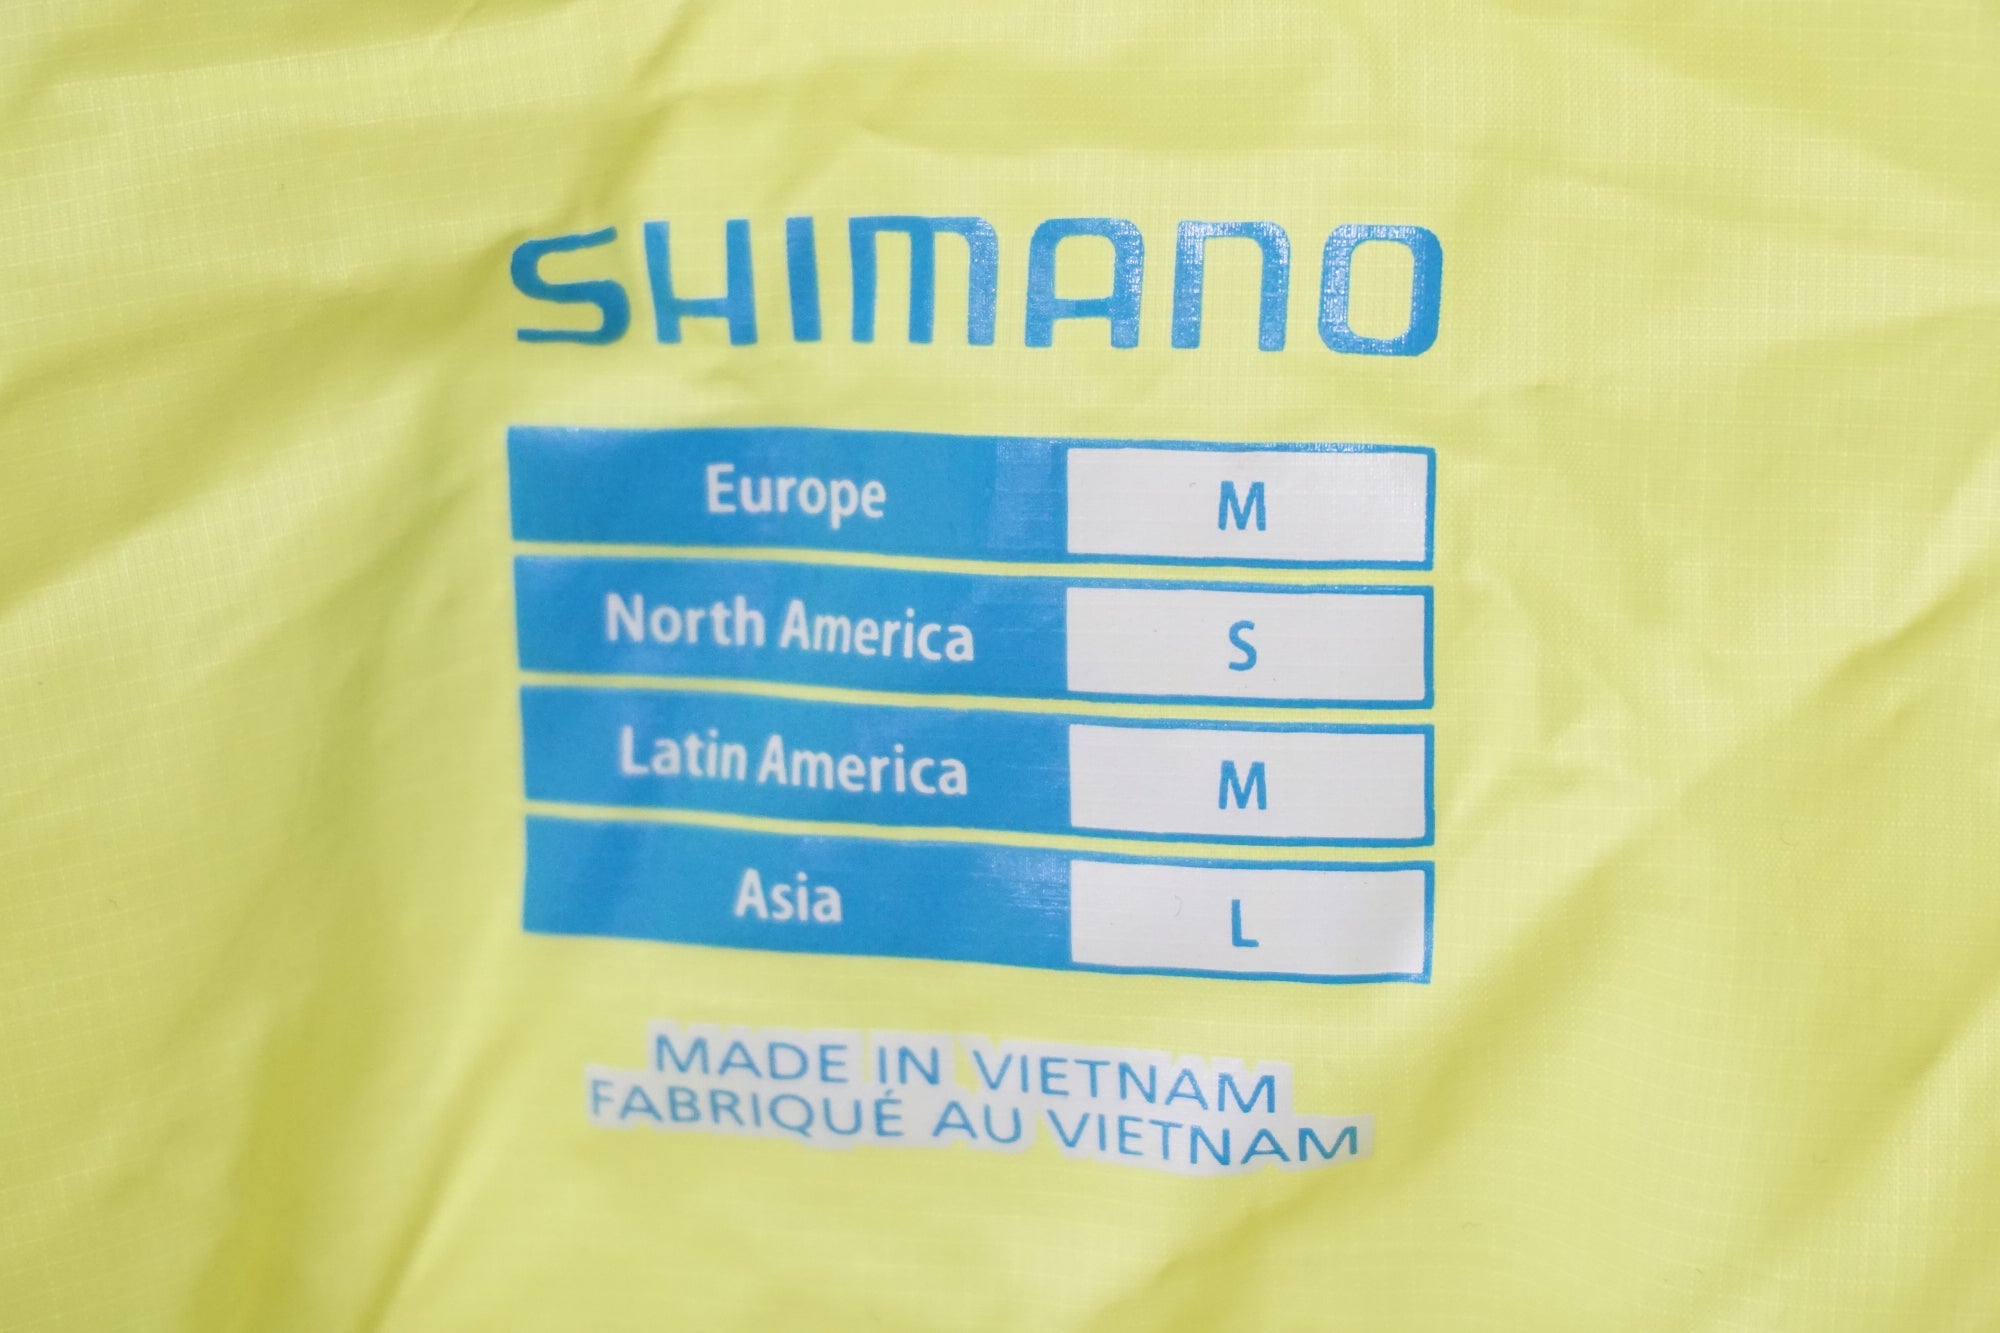 SHIMANO
Europe M
North America S
Latin America M
Asia L
MADE IN VIETNAM
FABRIQUÉ AU VIETNAM